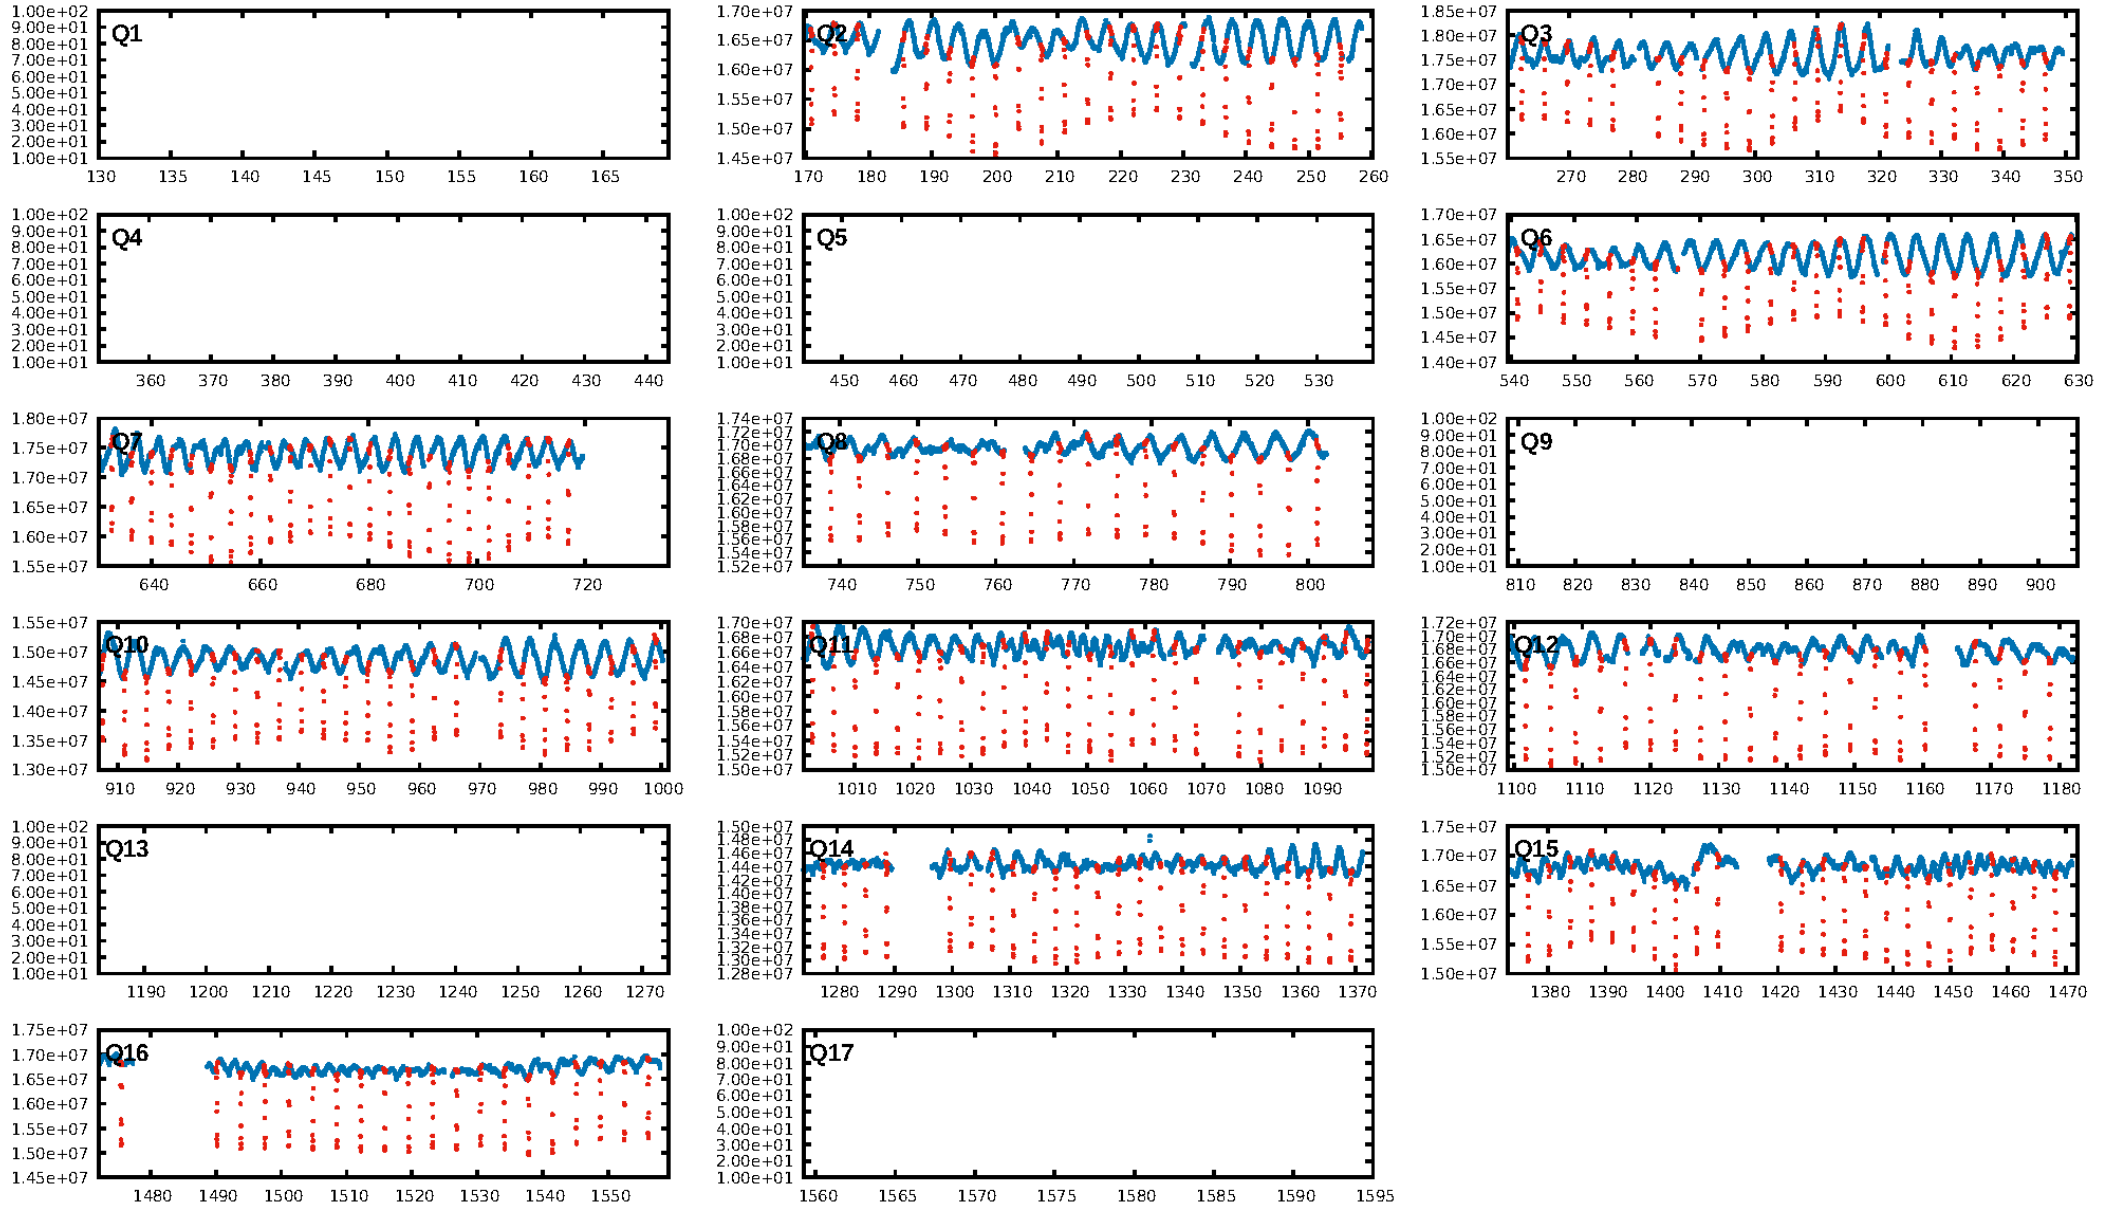 1.00e+02 9.00e+01 8.00e+01 7.00e+01 6.00e+01 5.00e+01 4.00e+01 3.00e+01 2.00e+01 1.00e+01
Q1
130 135 140 145 150 155 160 165
1.70e+07 1.65e+07 1.60e+07 1.55e+07 1.50e+07 1.45e+07
Q2
170 180 190 200 210 220 230 240 250 260
1.85e+07 1.80e+07 1.75e+07 1.70e+07 1.65e+07 1.60e+07 1.55e+07
Q3
270 280 290 300 310 320 330 340 350
1.00e+02 9.00e+01 8.00e+01 7.00e+01 6.00e+01 5.00e+01 4.00e+01 3.00e+01 2.00e+01 1.00e+01
Q4
360 370 380 390 400 410 420 430 440
1.00e+02 9.00e+01 8.00e+01 7.00e+01 6.00e+01 5.00e+01 4.00e+01 3.00e+01 2.00e+01 1.00e+01
Q5
450 460 470 480 490 500 510 520 530
1.70e+07 1.65e+07 1.60e+07 1.55e+07 1.50e+07 1.45e+07 1.40e+07
Q6
540 550 560 570 580 590 600 610 620 630
1.80e+07 1.75e+07 1.70e+07 1.65e+07 1.60e+07 1.55e+07
Q7
640 660 680 700 720
1.74e+07 1.72e+07 1.70e+07 1.68e+07 1.66e+07 1.64e+07 1.62e+07 1.60e+07 1.58e+07 1.56e+07 1.54e+07 1.52e+07
Q8
740 750 760 770 780 790 800
1.00e+02 9.00e+01 8.00e+01 7.00e+01 6.00e+01 5.00e+01 4.00e+01 3.00e+01 2.00e+01 1.00e+01
Q9
810 820 830 840 850 860 870 880 890 900
1.55e+07 1.50e+07 1.45e+07 1.40e+07 1.35e+07 1.30e+07
Q10
910 920 930 940 950 960 970 980 990 1000
1.70e+07 1.68e+07 1.66e+07 1.64e+07 1.62e+07 1.60e+07 1.58e+07 1.56e+07 1.54e+07 1.52e+07 1.50e+07
Q11
1010 1020 1030 1040 1050 1060 1070 1080 1090
1.72e+07 1.70e+07 1.68e+07 1.66e+07 1.64e+07 1.62e+07 1.60e+07 1.58e+07 1.56e+07 1.54e+07 1.52e+07 1.50e+07
Q12
1100 1110 1120 1130 1140 1150 1160 1170 1180
1.00e+02 9.00e+01 8.00e+01 7.00e+01 6.00e+01 5.00e+01 4.00e+01 3.00e+01 2.00e+01 1.00e+01
Q13
1190 1200 1210 1220 1230 1240 1250 1260 1270
1.50e+07 1.48e+07 1.46e+07 1.44e+07 1.42e+07 1.40e+07 1.38e+07 1.36e+07 1.34e+07 1.32e+07 1.30e+07 1.28e+07
Q14
1280 1290 1300 1310 1320 1330 1340 1350 1360 1370
1.75e+07 1.70e+07 1.65e+07 1.60e+07 1.55e+07 1.50e+07
Q15
1380 1390 1400 1410 1420 1430 1440 1450 1460 1470
1.75e+07 1.70e+07 1.65e+07 1.60e+07 1.55e+07 1.50e+07 1.45e+07
Q16
1480 1490 1500 1510 1520 1530 1540 1550
1.00e+02 9.00e+01 8.00e+01 7.00e+01 6.00e+01 5.00e+01 4.00e+01 3.00e+01 2.00e+01 1.00e+01
Q17
1560 1565 1570 1575 1580 1585 1590 1595